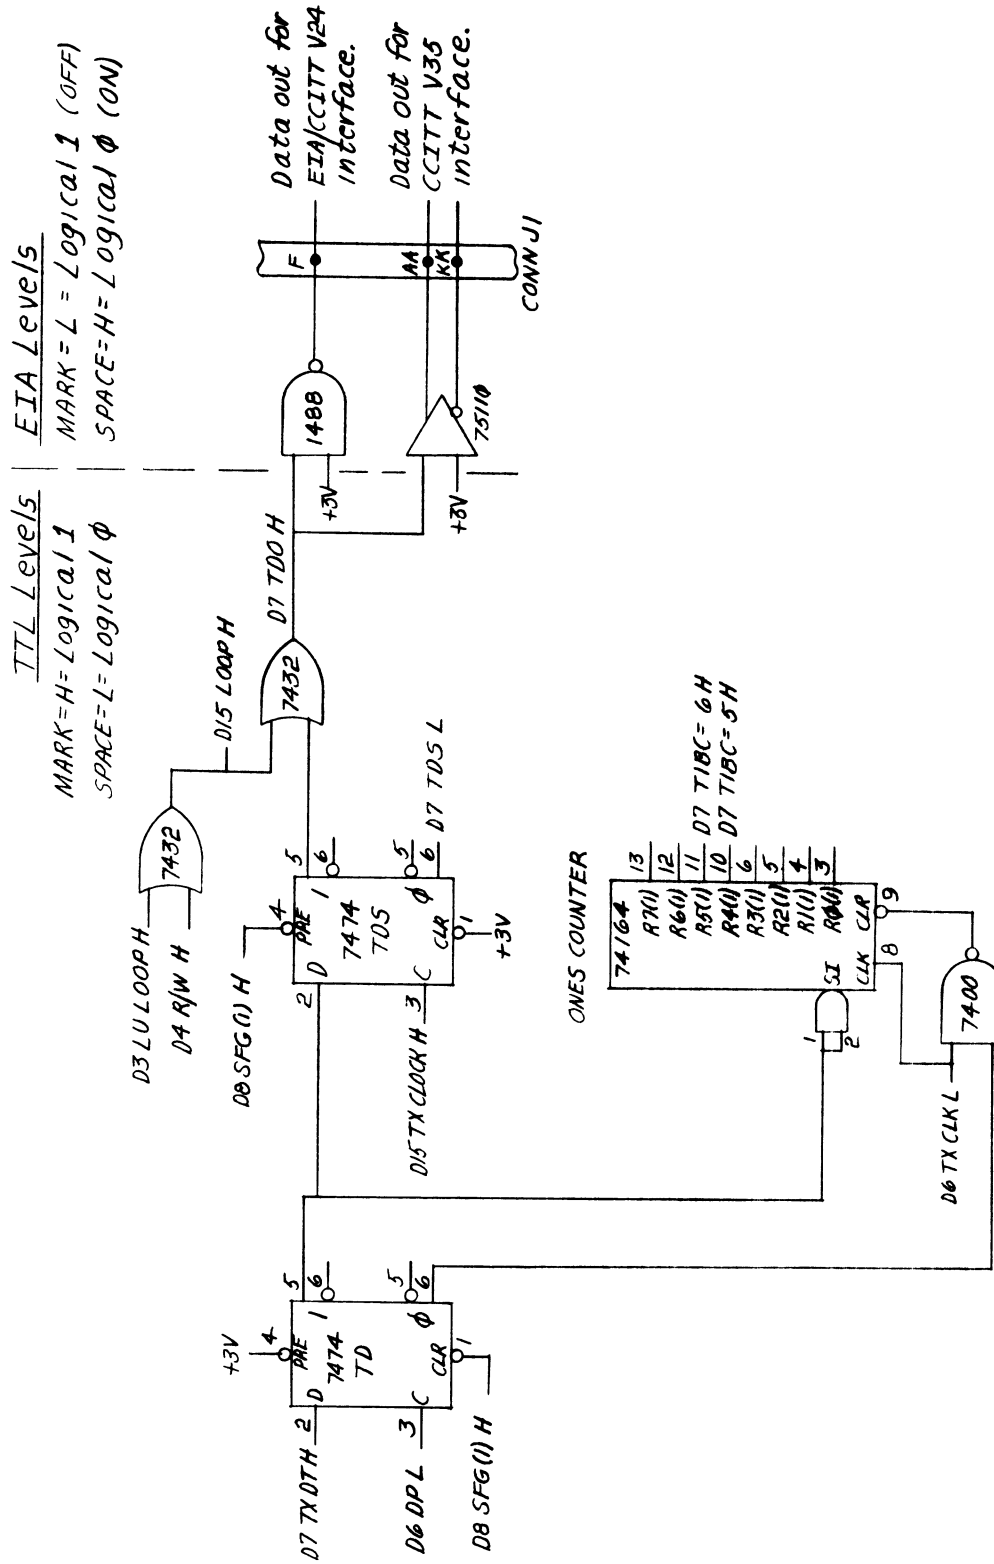 TTL Levels
MARK=H=Logical 1
SPACE=L=Logical ϕ
EIA Levels
MARK=L=Logical 1 (OFF)
SPACE=H=Logical ϕ (ON)
D3 LU LOOP H
D4 R/W H
7432
D15 LOOP H
7432
D7 TDO H
+3V
1488
F
Data out for
EIA/CCITT V24
Interface.
+3V
75110
AA
KK
Data out for
CCITT V35
interface.
CONN J1
D8 SFG(1) H
4
PRE
2
D
1
5
6
7474
TDS
D15 TX CLOCK H
3
C
ϕ
5
6
D7 TDS L
CLR
1
+3V
+3V
4
PRE
D7 TX DTH
2
D
1
5
6
7474
TD
D6 DP L
3
C
ϕ
5
6
CLR
1
D8 SFG(1) H
ONES COUNTER
74164
R7(1) 13
R6(1) 12
R5(1) 11 D7 T1BC=6H
R4(1) 10 D7 T1BC=5H
R3(1) 6
R2(1) 5
R1(1) 4
Rϕ(1) 3
1
2
SI
CLK
8
CLR
9
D6 TX CLK L
7400